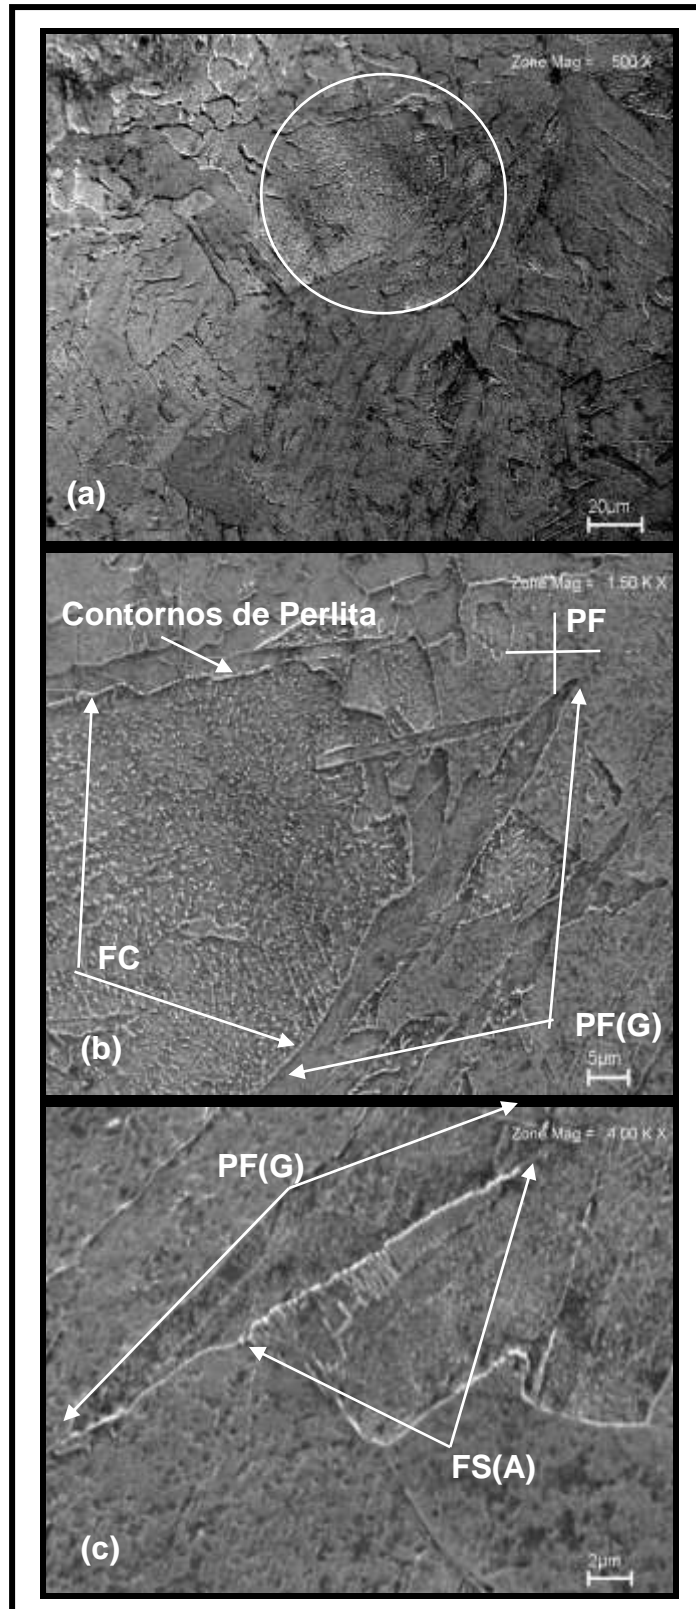 Zone Mag = 500 X
(a)
20µm
Zone Mag = 1.50 K X
Contornos de Perlita
PF
FC
PF(G)
(b)
5µm
Zone Mag = 4.00 K X
PF(G)
FS(A)
(c)
2µm